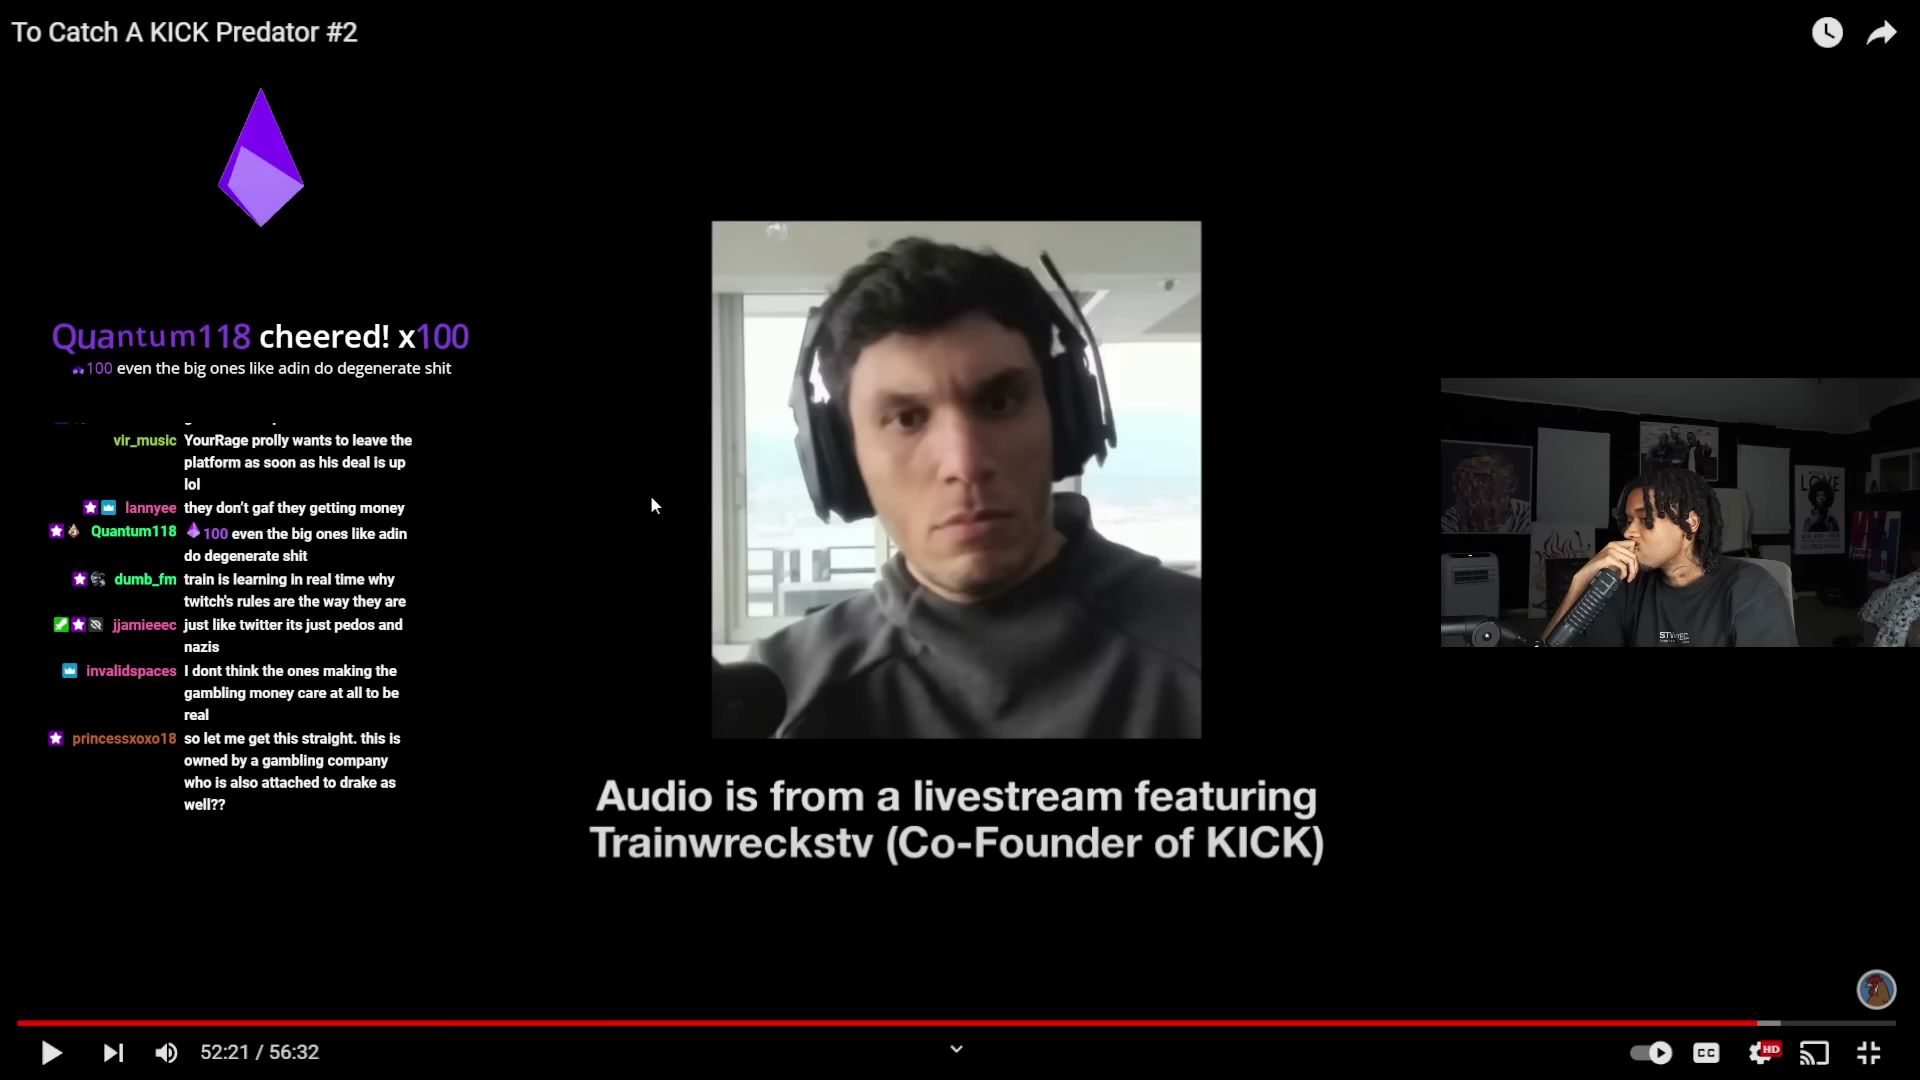 To Catch A KICK Predator #2
Quantum118 cheered! x100
100 even the big ones like adin do degenerate shit
vir_music YourRage prolly wants to leave the
platform as soon as his deal is up
lol
lannyee they don't gaf they getting money
Quantum118 100 even the big ones like adin
do degenerate shit
dumb_fm train is learning in real time why
twitch's rules are the way they are
jjamieeec just like twitter its just pedos and
nazis
invalidspaces I dont think the ones making the
gambling money care at all to be
real
princessxoxo18 so let me get this straight. this is
owned by a gambling company
who is also attached to drake as
well??
LOVE
Audio is from a livestream featuring
Trainwreckstv (Co-Founder of KICK)
52:21 / 56:32
CC
HD